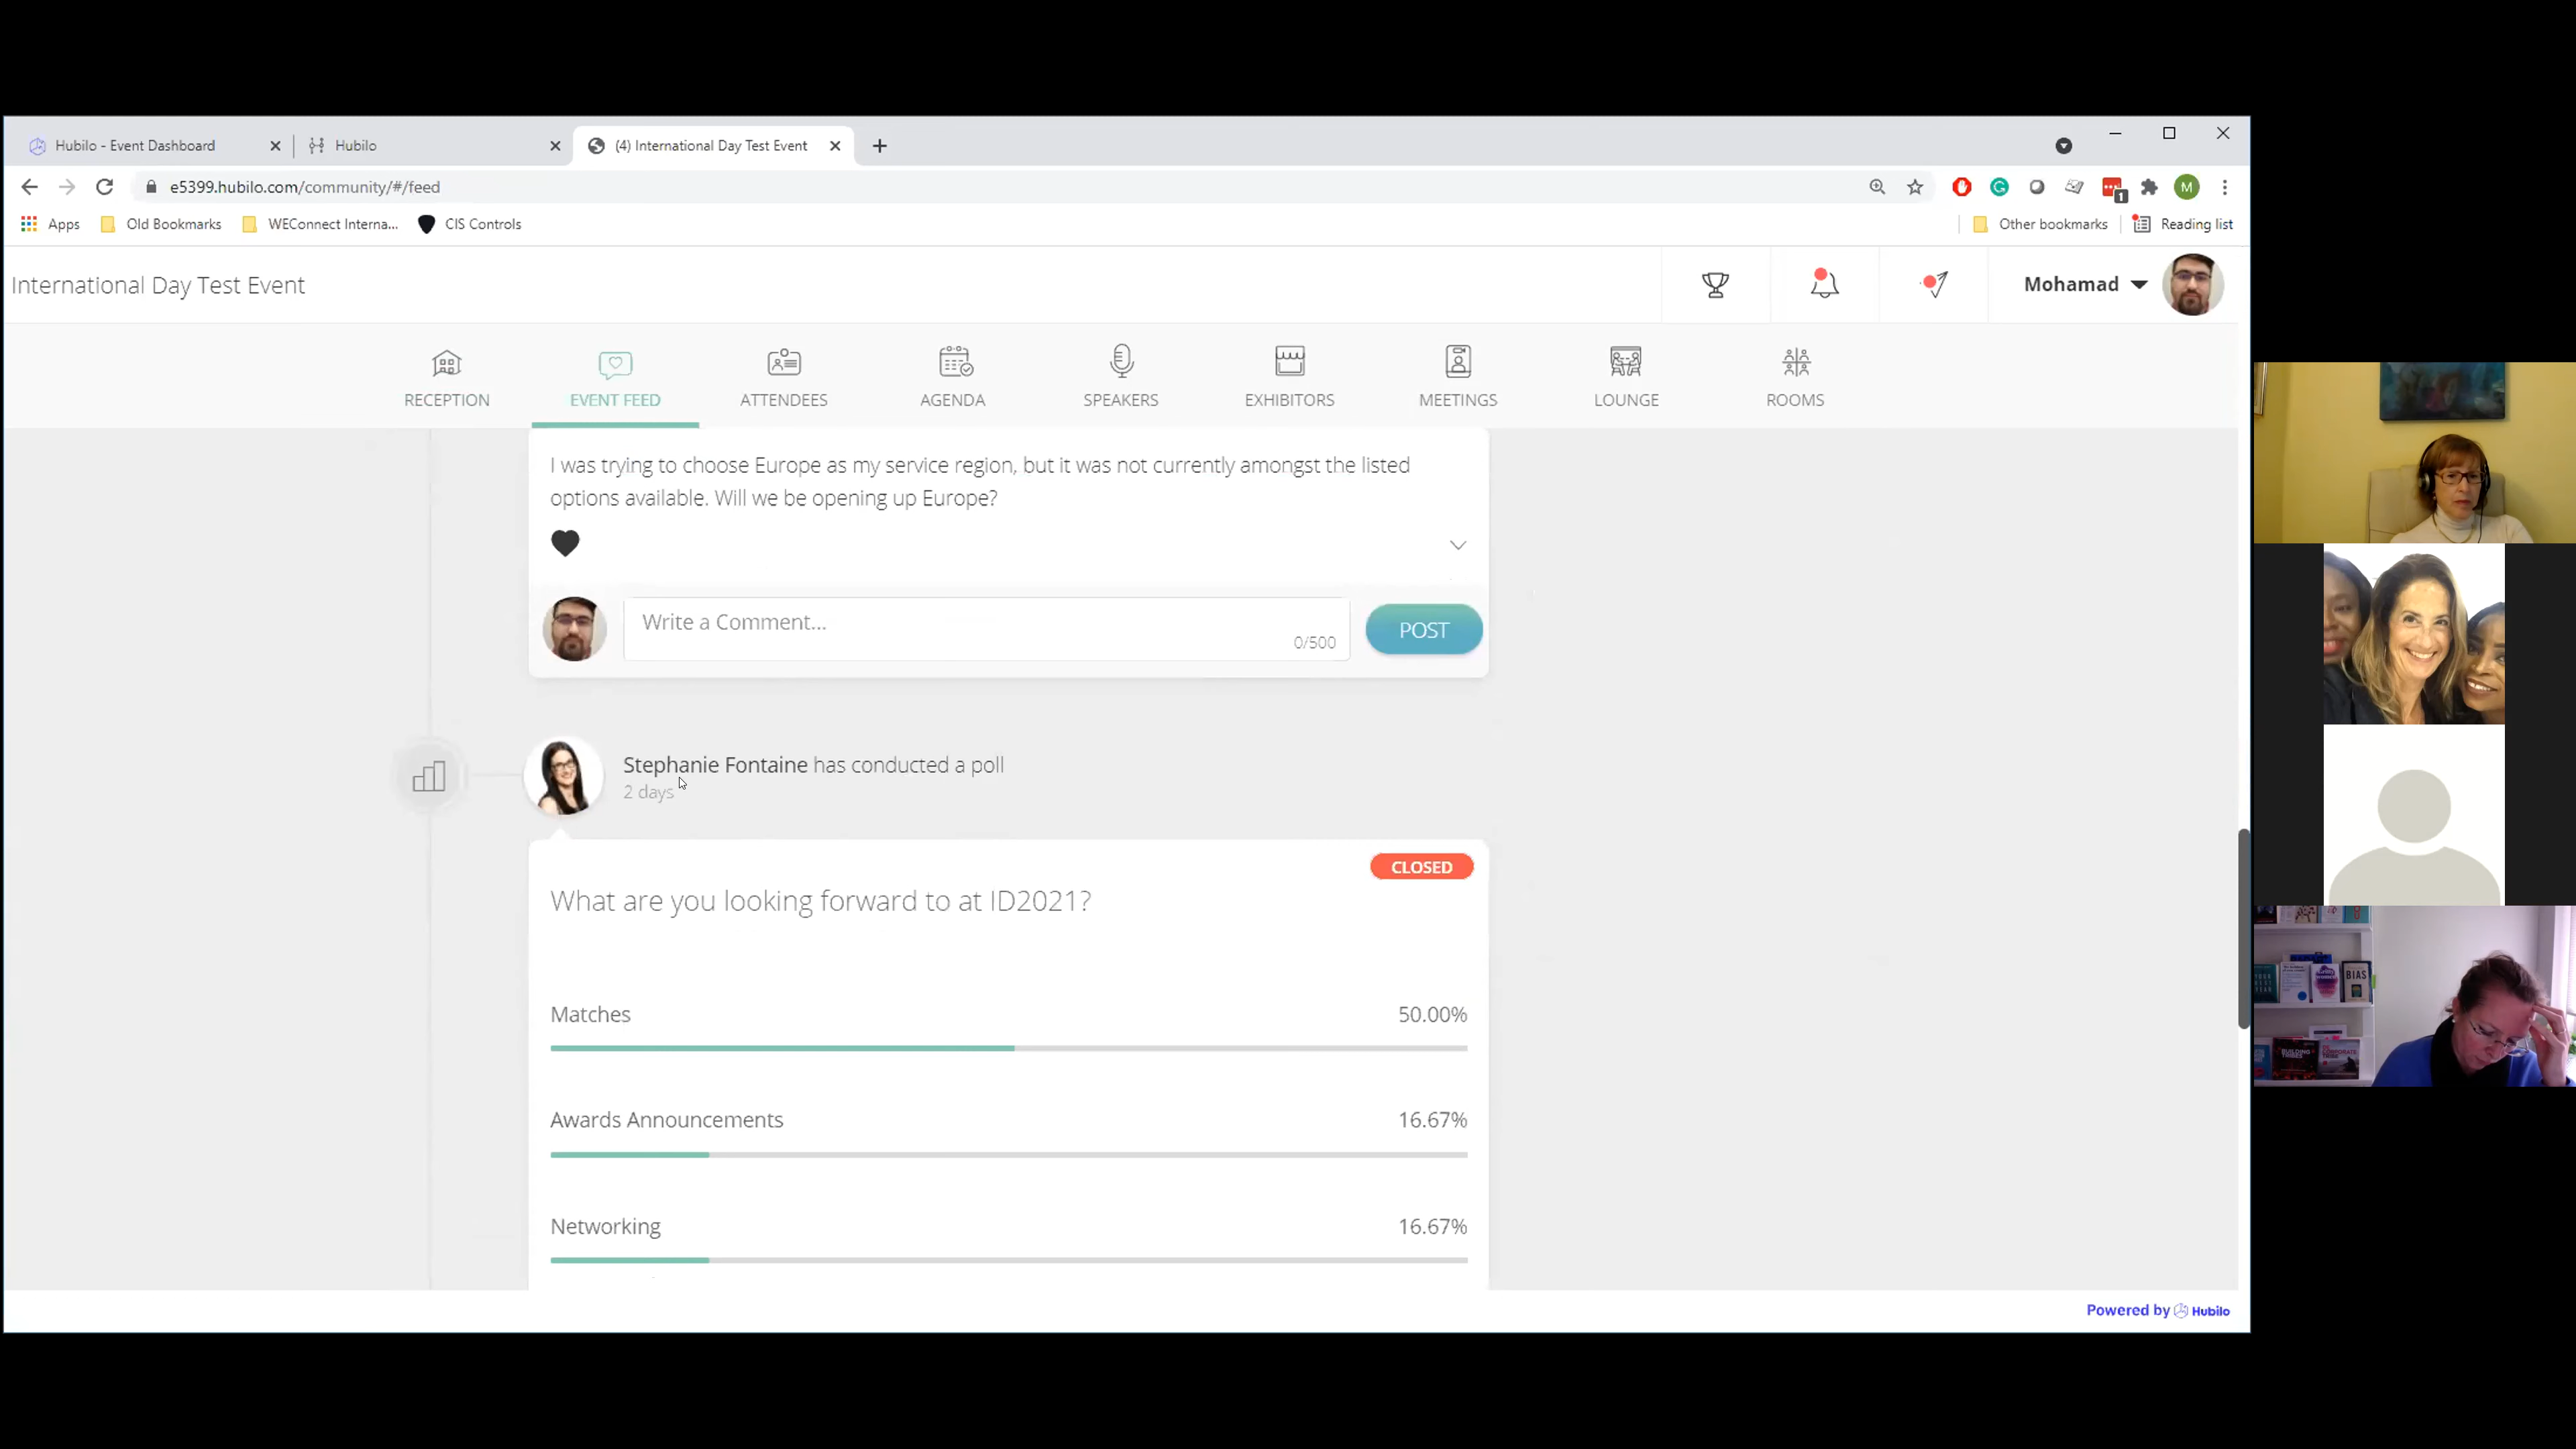 Hubilo - Event Dashboard
Hubilo
(4) International Day Test Event
e5399.hubilo.com/community/#/feed
M
1
Apps
Old Bookmarks
WEConnect Interna...
CIS Controls
Other bookmarks
Reading list
International Day Test Event
Mohamad
RECEPTION
EVENT FEED
ATTENDEES
AGENDA
SPEAKERS
EXHIBITORS
MEETINGS
LOUNGE
ROOMS
I was trying to choose Europe as my service region, but it was not currently amongst the listed
options available. Will we be opening up Europe?
Write a Comment...
0/500
POST
Stephanie Fontaine has conducted a poll
2 days
CLOSED
What are you looking forward to at ID2021?
Matches 50.00%
Awards Announcements 16.67%
Networking 16.67%
Powered by Hubilo
BIAS
BUILDING
TRIBES